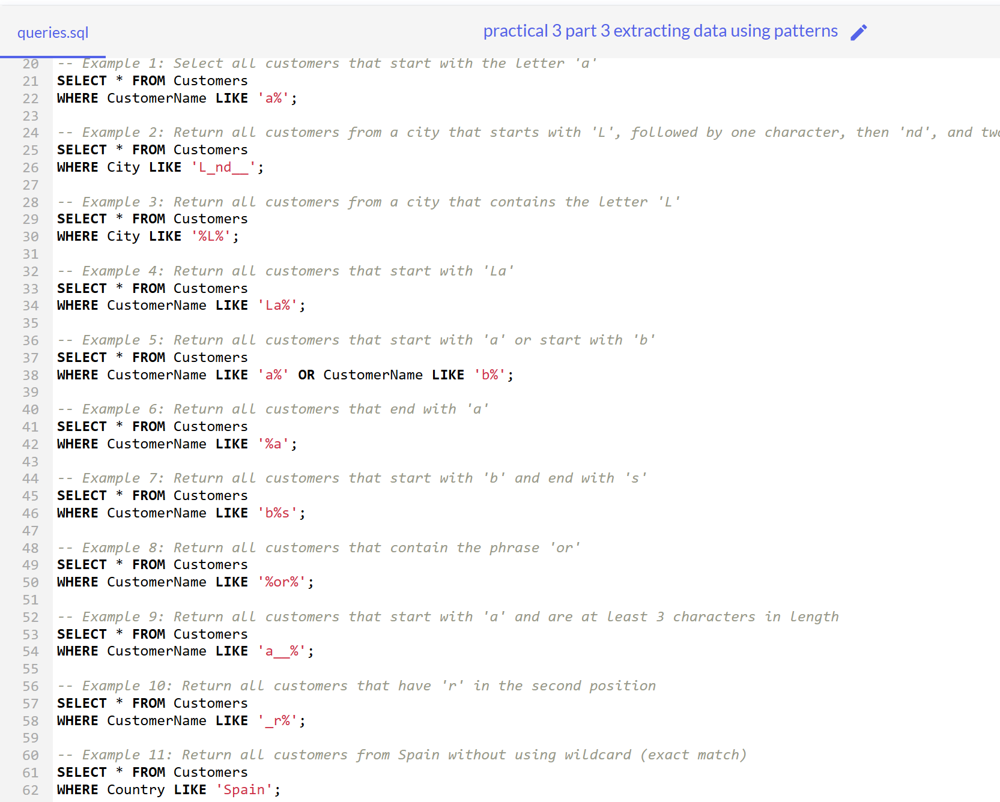 queries.sql
practical 3 part 3 extracting data using patterns
20 -- Example 1: Select all customers that start with the letter 'a'
21 SELECT * FROM Customers
22 WHERE CustomerName LIKE 'a%';
23
24 -- Example 2: Return all customers from a city that starts with 'L', followed by one character, then 'nd', and two
25 SELECT * FROM Customers
26 WHERE City LIKE 'L_nd__';
27
28 -- Example 3: Return all customers from a city that contains the letter 'L'
29 SELECT * FROM Customers
30 WHERE City LIKE '%L%';
31
32 -- Example 4: Return all customers that start with 'La'
33 SELECT * FROM Customers
34 WHERE CustomerName LIKE 'La%';
35
36 -- Example 5: Return all customers that start with 'a' or start with 'b'
37 SELECT * FROM Customers
38 WHERE CustomerName LIKE 'a%' OR CustomerName LIKE 'b%';
39
40 -- Example 6: Return all customers that end with 'a'
41 SELECT * FROM Customers
42 WHERE CustomerName LIKE '%a';
43
44 -- Example 7: Return all customers that start with 'b' and end with 's'
45 SELECT * FROM Customers
46 WHERE CustomerName LIKE 'b%s';
47
48 -- Example 8: Return all customers that contain the phrase 'or'
49 SELECT * FROM Customers
50 WHERE CustomerName LIKE '%or%';
51
52 -- Example 9: Return all customers that start with 'a' and are at least 3 characters in length
53 SELECT * FROM Customers
54 WHERE CustomerName LIKE 'a__%';
55
56 -- Example 10: Return all customers that have 'r' in the second position
57 SELECT * FROM Customers
58 WHERE CustomerName LIKE '_r%';
59
60 -- Example 11: Return all customers from Spain without using wildcard (exact match)
61 SELECT * FROM Customers
62 WHERE Country LIKE 'Spain';